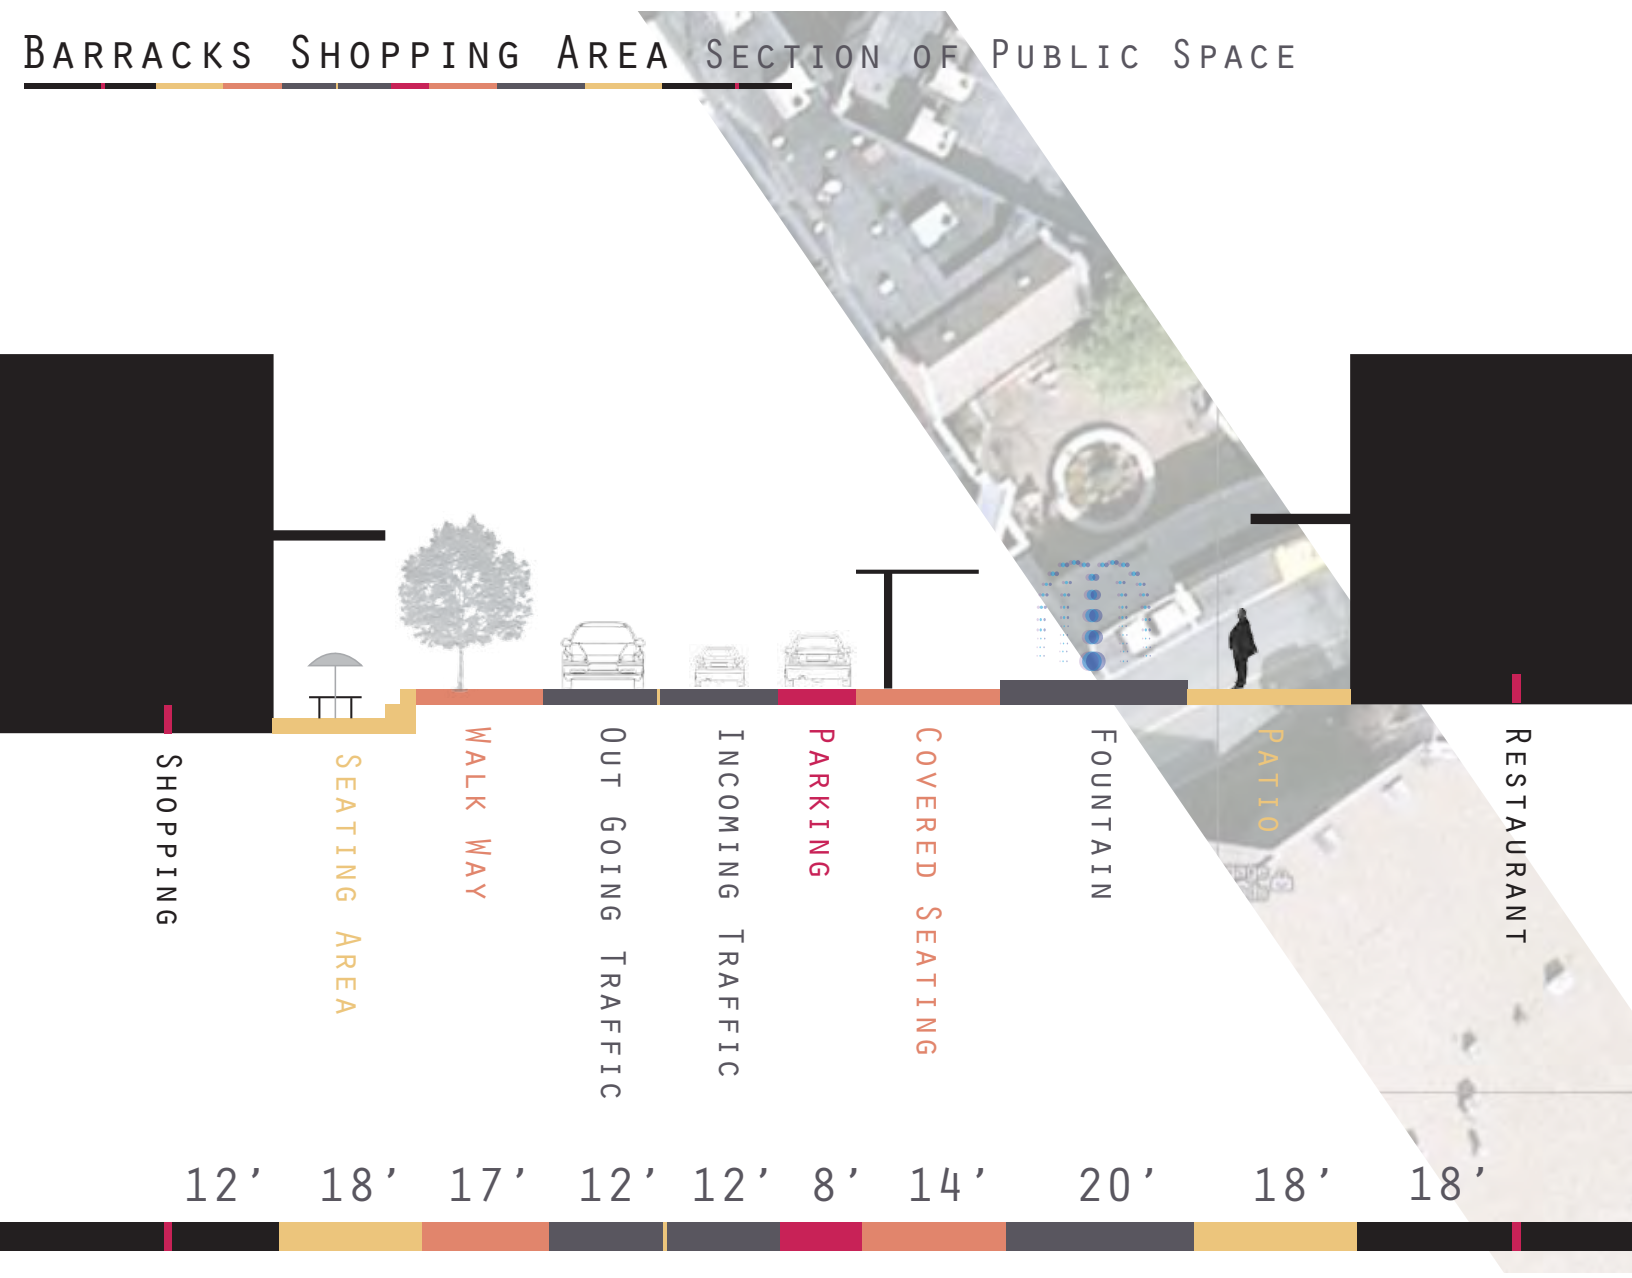 Barracks Shopping Area Section of Public Space
Shopping
Seating Area
Walk Way
Out Going Traffic
Incoming Traffic
Parking
Covered Seating
Fountain
Patio
Restaurant
12' 18' 17' 12' 12' 8' 14' 20' 18' 18'